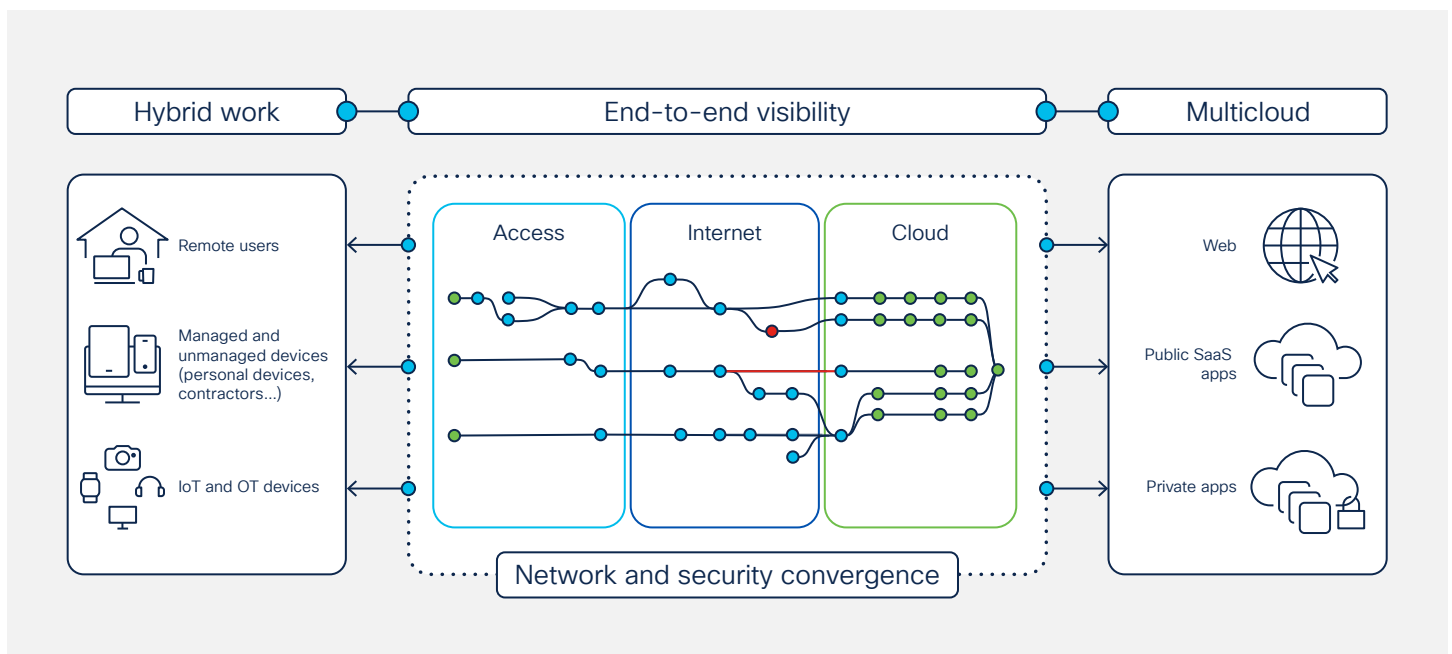 Hybrid work
End-to-end visibility
Multicloud
Remote users
Managed and
unmanaged devices
(personal devices,
contractors...)
IoT and OT devices
Access
Internet
Cloud
Network and security convergence
Web
Public SaaS
apps
Private apps